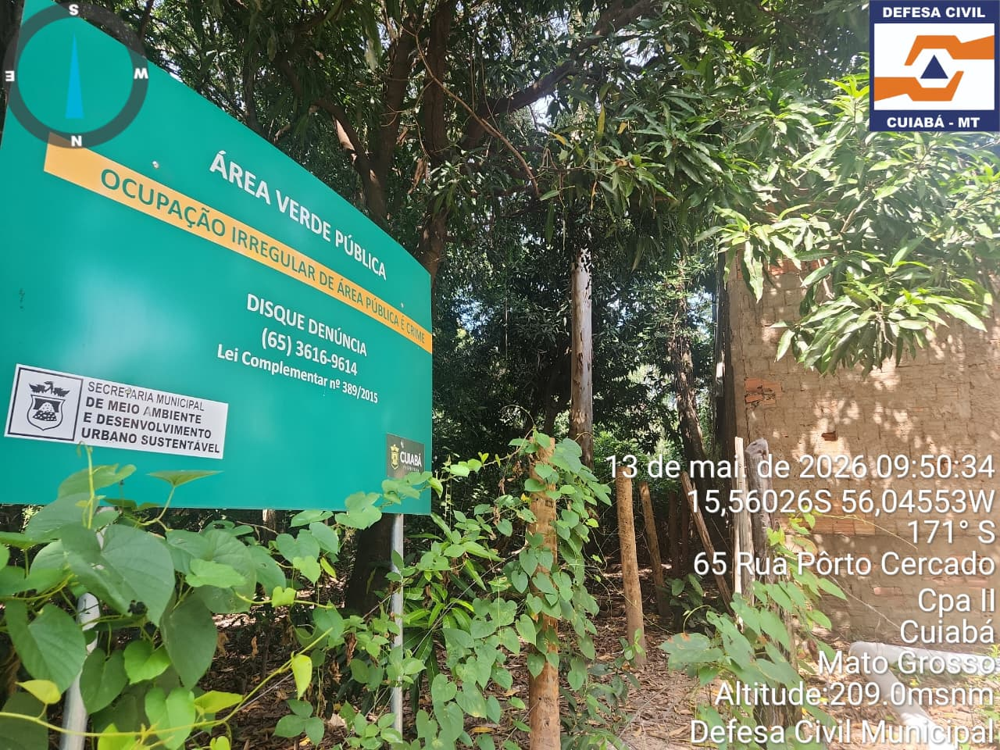 S
E
W
N
DEFESA CIVIL
CUIABÁ - MT
ÁREA VERDE PÚBLICA
OCUPAÇÃO IRREGULAR DE ÁREA PÚBLICA É CRIME
DISQUE DENÚNCIA
(65) 3616-9614
Lei Complementar nº 389/2015
SECRETARIA MUNICIPAL
DE MEIO AMBIENTE
E DESENVOLVIMENTO
URBANO SUSTENTÁVEL
CUIABÁ
13 de mai. de 2026 09:50:34
15,56026S 56,04553W
171° S
65 Rua Pôrto Cercado
Cpa II
Cuiabá
Mato Grosso
Altitude:209.0msnm
Defesa Civil Municipal